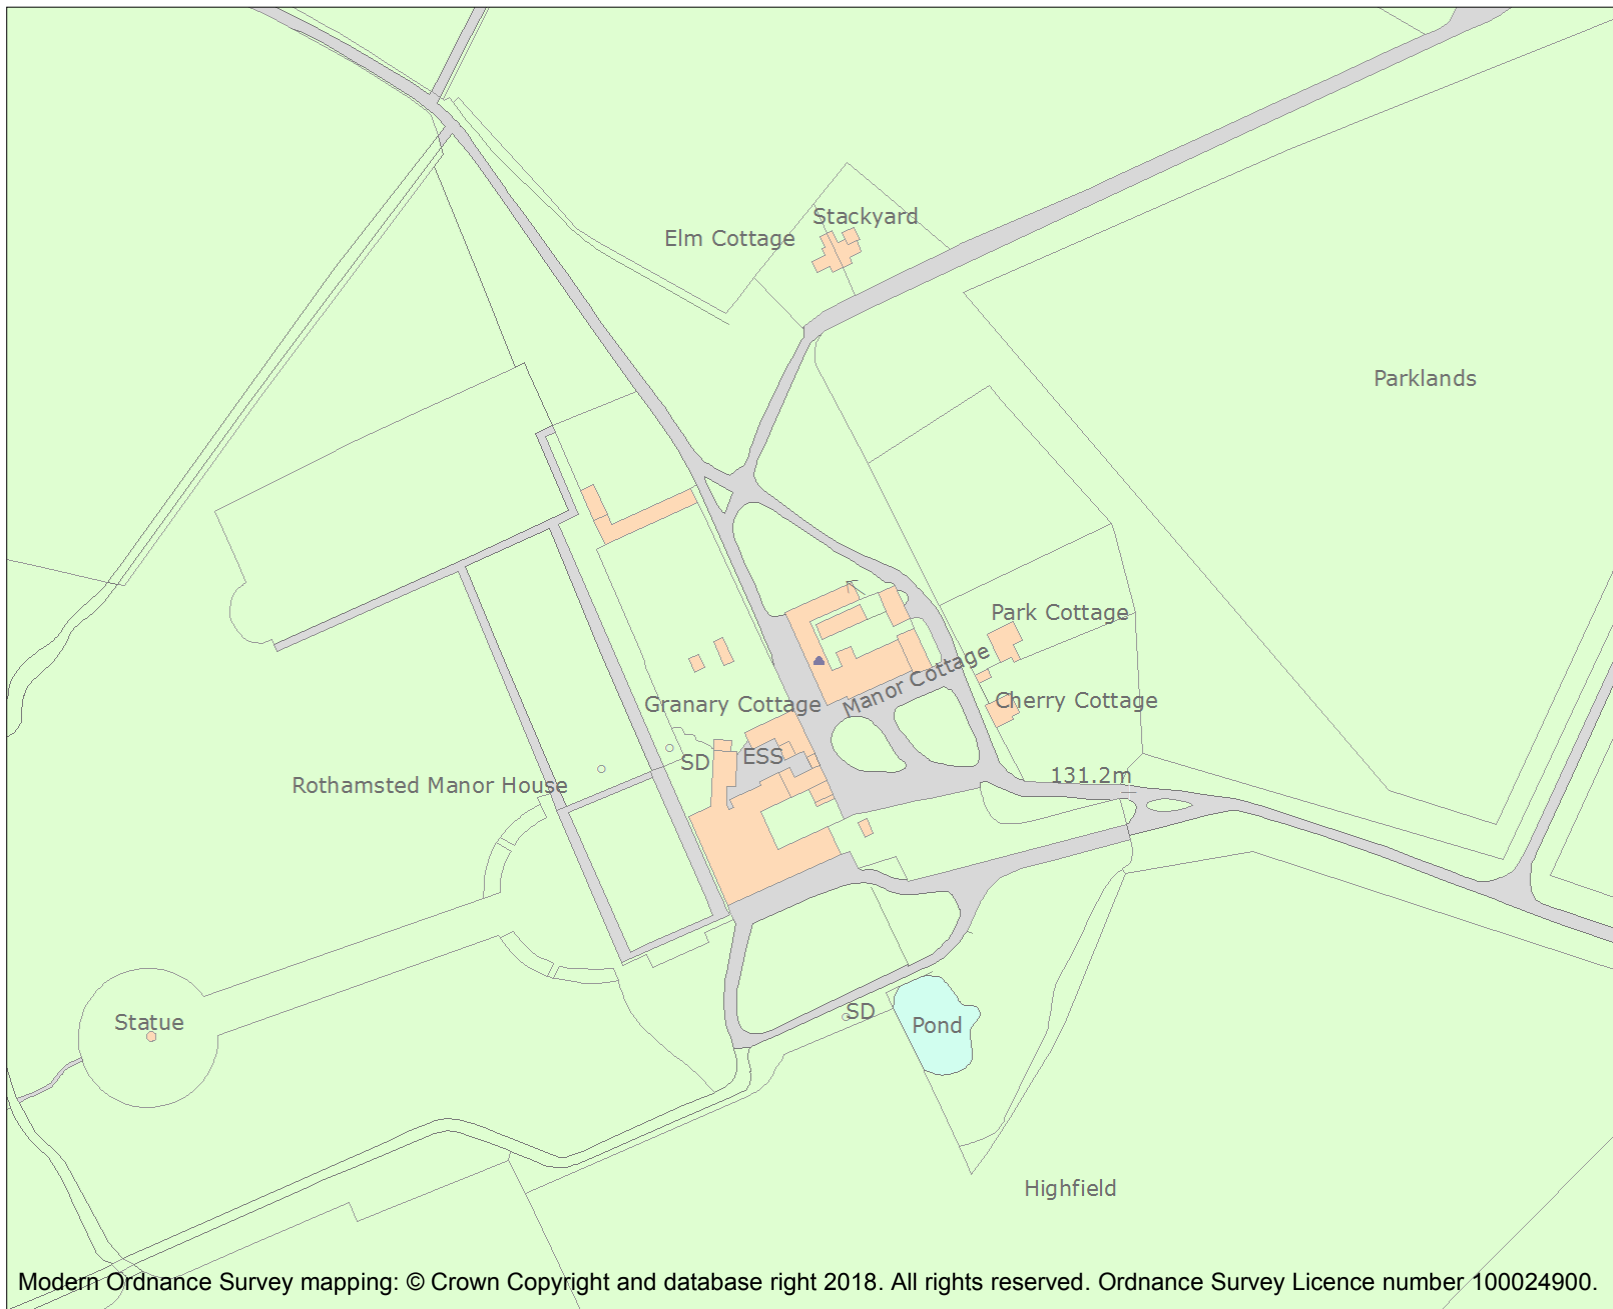 Stackyard
Elm Cottage
Parklands
Park Cottage
Manor Cottage
Cherry Cottage
Granary Cottage
SD
ESS
131.2m
Rothamsted Manor House
Statue
SD
Pond
Highfield
Modern Ordnance Survey mapping: © Crown Copyright and database right 2018. All rights reserved. Ordnance Survey Licence number 100024900.